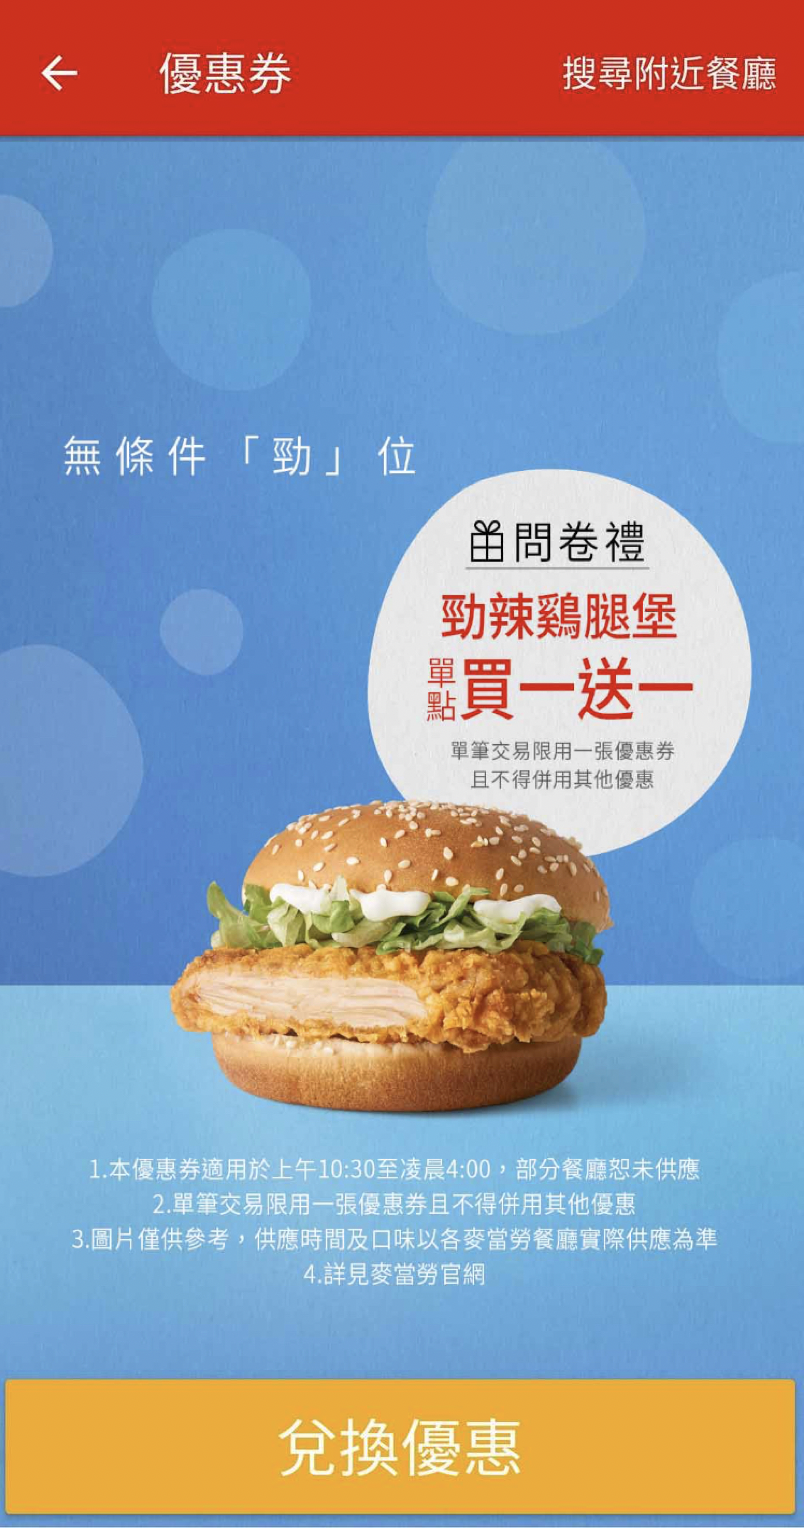 優惠券
搜尋附近餐廳
無條件「勁」位
問卷禮
勁辣鷄腿堡
單點買一送一
單筆交易限用一張優惠券
且不得併用其他優惠
1.本優惠券適用於上午10:30至凌晨4:00，部分餐廳恕未供應
2.單筆交易限用一張優惠券且不得併用其他優惠
3.圖片僅供參考，供應時間及口味以各麥當勞餐廳實際供應為準
4.詳見麥當勞官網
兌換優惠